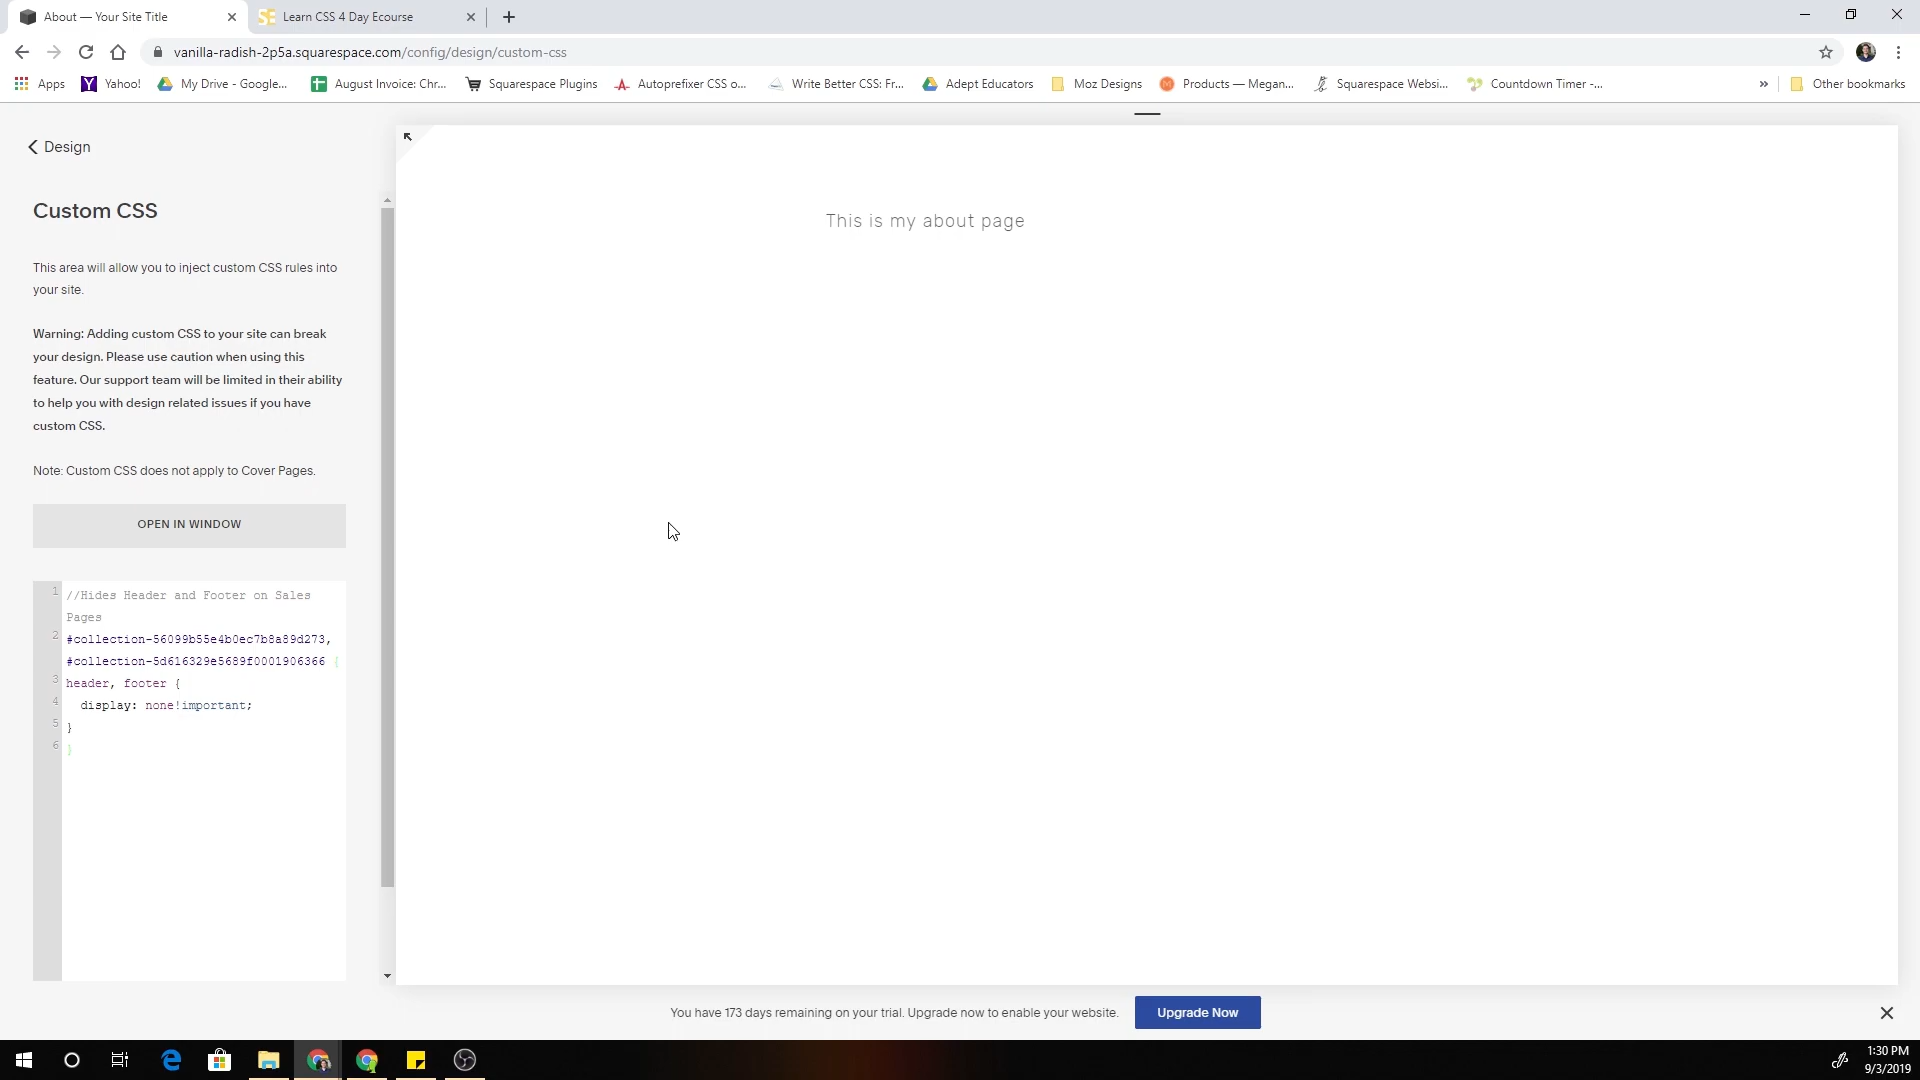 About — Your Site Title
SE Learn CSS 4 Day Ecourse
vanilla-radish-2p5a.squarespace.com/config/design/custom-css
Apps
Yahoo!
My Drive - Google...
August Invoice: Chr...
Squarespace Plugins
Autoprefixer CSS o...
Write Better CSS: Fr...
Adept Educators
Moz Designs
Products — Megan...
Squarespace Websi...
Countdown Timer -...
»
Other bookmarks
Design
Custom CSS
This area will allow you to inject custom CSS rules into
your site.
Warning: Adding custom CSS to your site can break
your design. Please use caution when using this
feature. Our support team will be limited in their ability
to help you with design related issues if you have
custom CSS.
Note: Custom CSS does not apply to Cover Pages.
OPEN IN WINDOW
1 //Hides Header and Footer on Sales
Pages
2 #collection-56099b55e4b0ec7b8a89d273,
#collection-5d616329e5689f0001906366 {
3 header, footer {
4 display: none!important;
5 }
6 }
This is my about page
You have 173 days remaining on your trial. Upgrade now to enable your website.
Upgrade Now
1:30 PM
9/3/2019